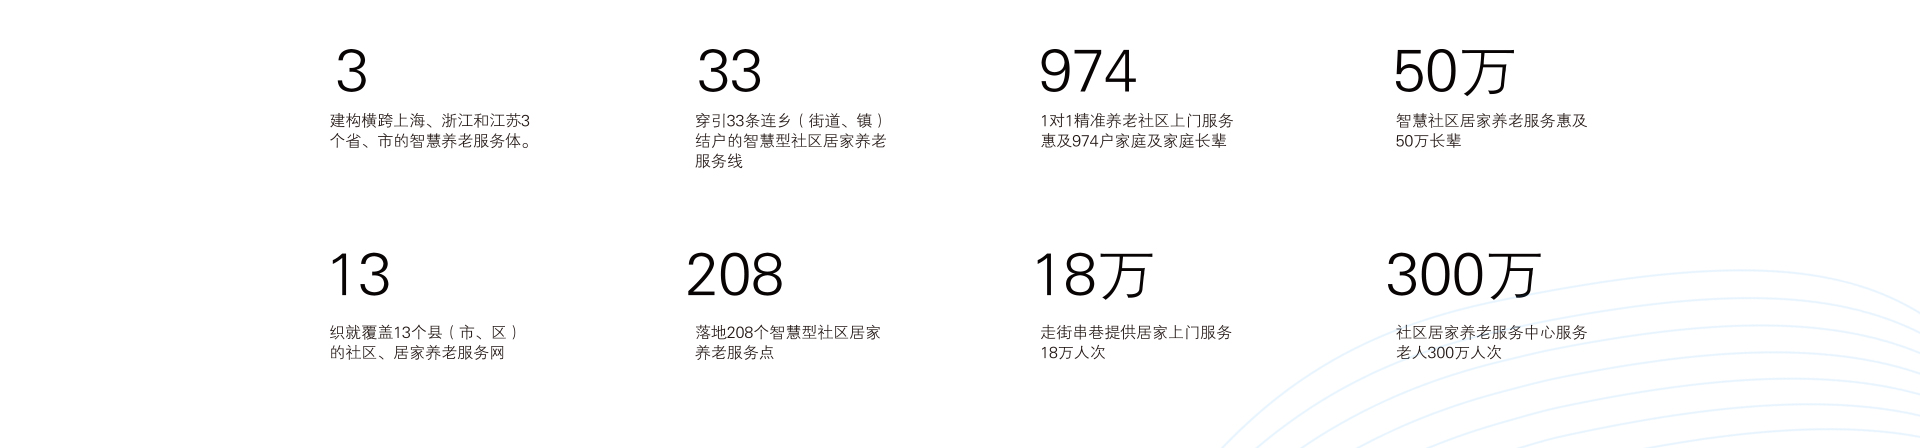 3
建构横跨上海、浙江和江苏3
个省、市的智慧养老服务体。
33
穿引33条连乡（街道、镇）
结户的智慧型社区居家养老
服务线
974
1对1精准养老社区上门服务
惠及974户家庭及家庭长辈
50万
智慧社区居家养老服务惠及
50万长辈
13
织就覆盖13个县（市、区）
的社区、居家养老服务网
208
落地208个智慧型社区居家
养老服务点
18万
走街串巷提供居家上门服务
18万人次
300万
社区居家养老服务中心服务
老人300万人次